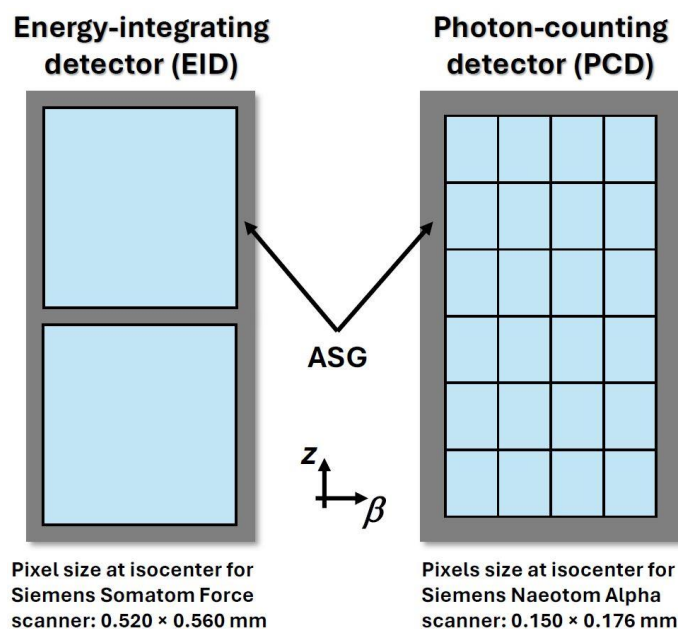 Energy-integrating
detector (EID)
Photon-counting
detector (PCD)
ASG
z
β
Pixel size at isocenter for
Siemens Somatom Force
scanner: 0.520 × 0.560 mm
Pixels size at isocenter for
Siemens Naeotom Alpha
scanner: 0.150 × 0.176 mm